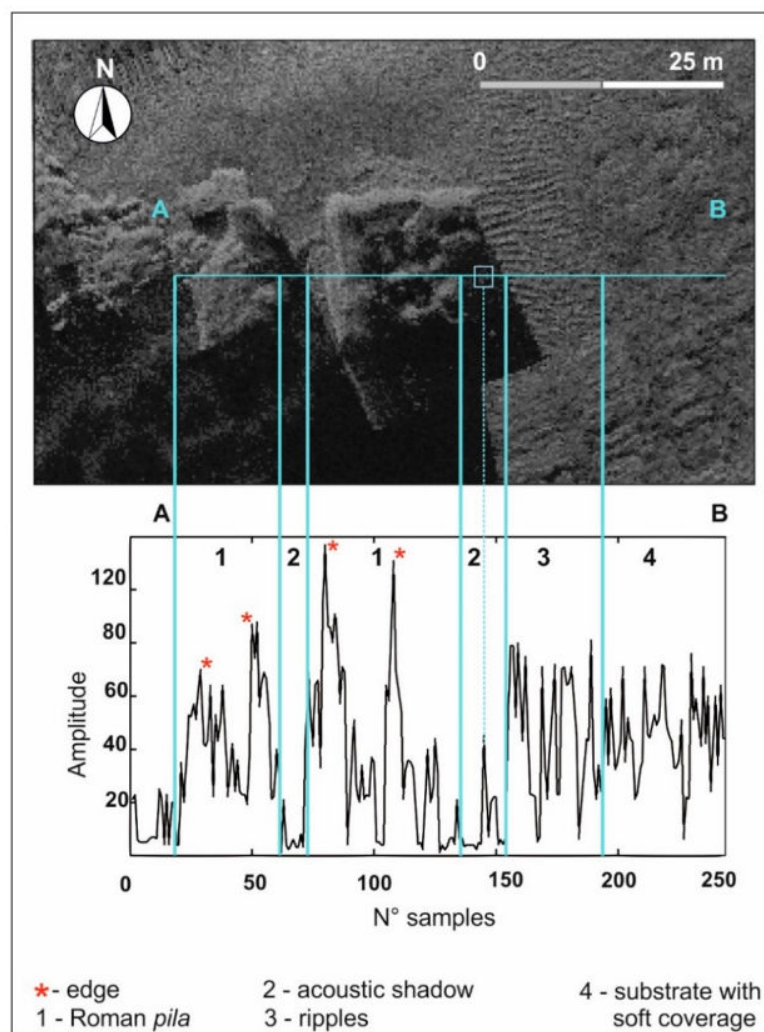 N
0 25 m
A B
A B
1 2 1 2 3 4
* * * *
120
80
60
40
20
Amplitude
0 50 100 150 200 250
N° samples
* - edge 2 - acoustic shadow 4 - substrate with
1 - Roman pila 3 - ripples soft coverage